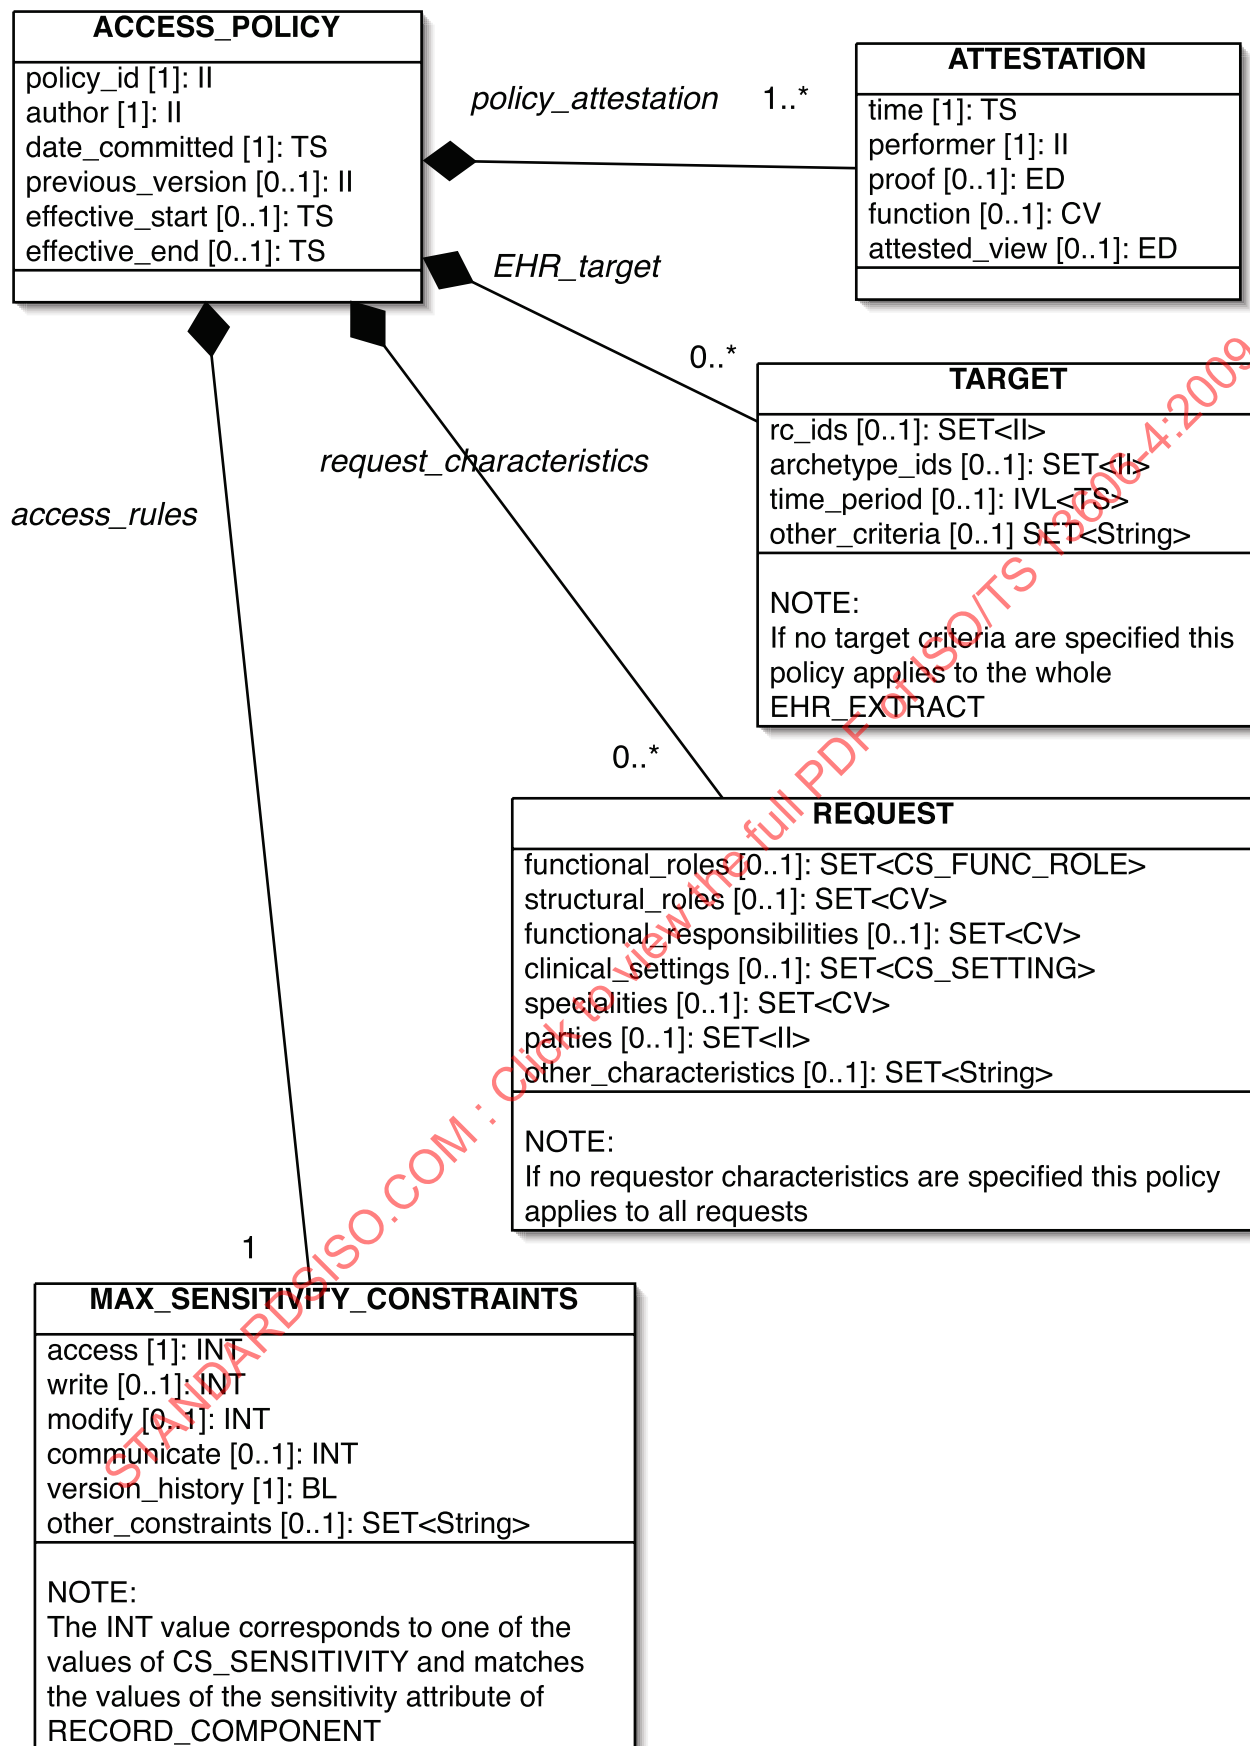 ACCESS_POLICY
policy_id [1]: II
author [1]: II
date_committed [1]: TS
previous_version [0..1]: II
effective_start [0..1]: TS
effective_end [0..1]: TS
policy_attestation 1..*
ATTESTATION
time [1]: TS
performer [1]: II
proof [0..1]: ED
function [0..1]: CV
attested_view [0..1]: ED
EHR_target
0..*
TARGET
rc_ids [0..1]: SET<II>
archetype_ids [0..1]: SET<II>
time_period [0..1]: IVL<TS>
other_criteria [0..1] SET<String>
NOTE:
If no target criteria are specified this
policy applies to the whole
EHR_EXTRACT
request_characteristics
access_rules
0..*
REQUEST
functional_roles [0..1]: SET<CS_FUNC_ROLE>
structural_roles [0..1]: SET<CV>
functional_responsibilities [0..1]: SET<CV>
clinical_settings [0..1]: SET<CS_SETTING>
specialities [0..1]: SET<CV>
parties [0..1]: SET<II>
other_characteristics [0..1]: SET<String>
NOTE:
If no requestor characteristics are specified this policy
applies to all requests
1
MAX_SENSITIVITY_CONSTRAINTS
access [1]: INT
write [0..1]: INT
modify [0..1]: INT
communicate [0..1]: INT
version_history [1]: BL
other_constraints [0..1]: SET<String>
NOTE:
The INT value corresponds to one of the
values of CS_SENSITIVITY and matches
the values of the sensitivity attribute of
RECORD_COMPONENT
STANDARDSISO.COM : Click to view the full PDF of ISO/TS 13606-4:2009